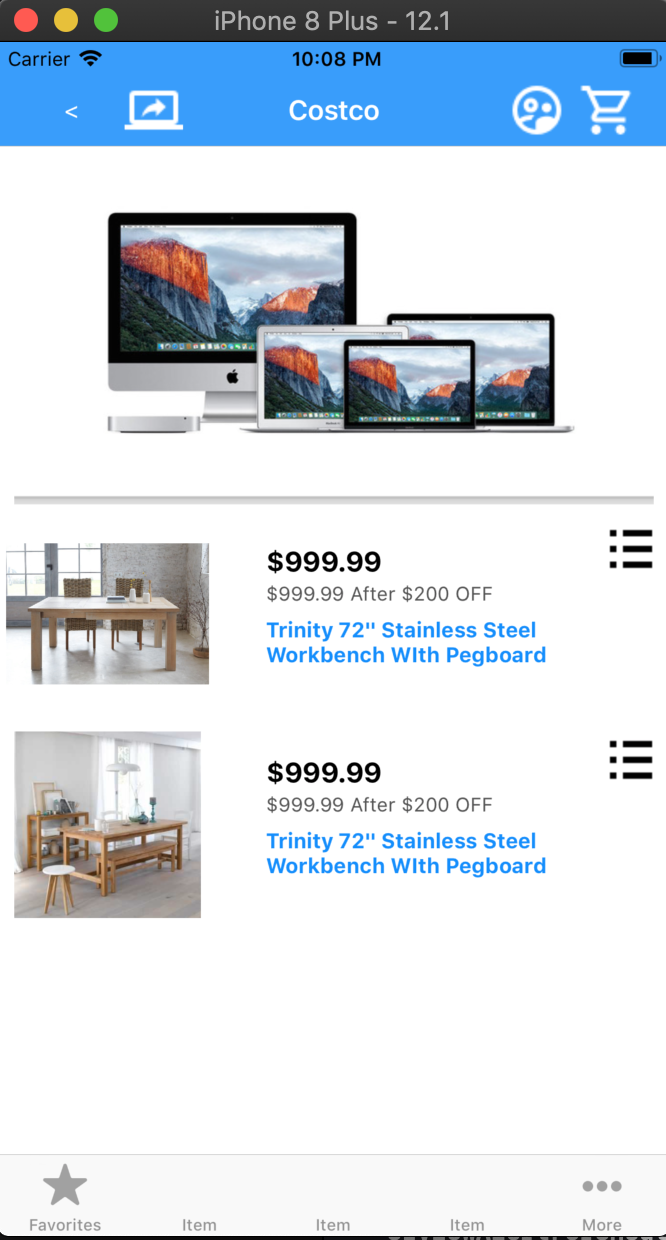 iPhone 8 Plus - 12.1
Carrier 10:08 PM
< Costco
$999.99
$999.99 After $200 OFF
Trinity 72'' Stainless Steel
Workbench WIth Pegboard
$999.99
$999.99 After $200 OFF
Trinity 72'' Stainless Steel
Workbench WIth Pegboard
Favorites Item Item Item More